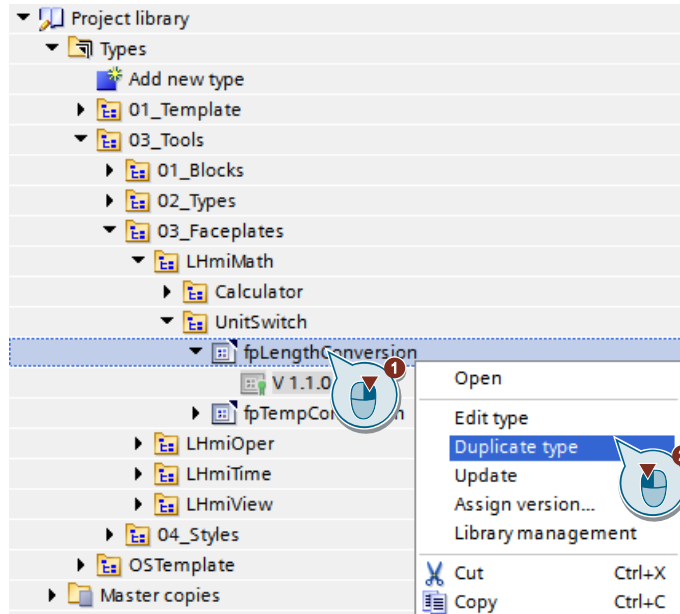 Project library
Types
Add new type
01_Template
03_Tools
01_Blocks
02_Types
03_Faceplates
LHmiMath
Calculator
UnitSwitch
fpLengthConversion
1
V 1.1.0
Open
Edit type
Duplicate type
Update
Assign version...
Library management
Cut Ctrl+X
Copy Ctrl+C
LHmiOper
LHmiTime
LHmiView
04_Styles
OSTemplate
Master copies